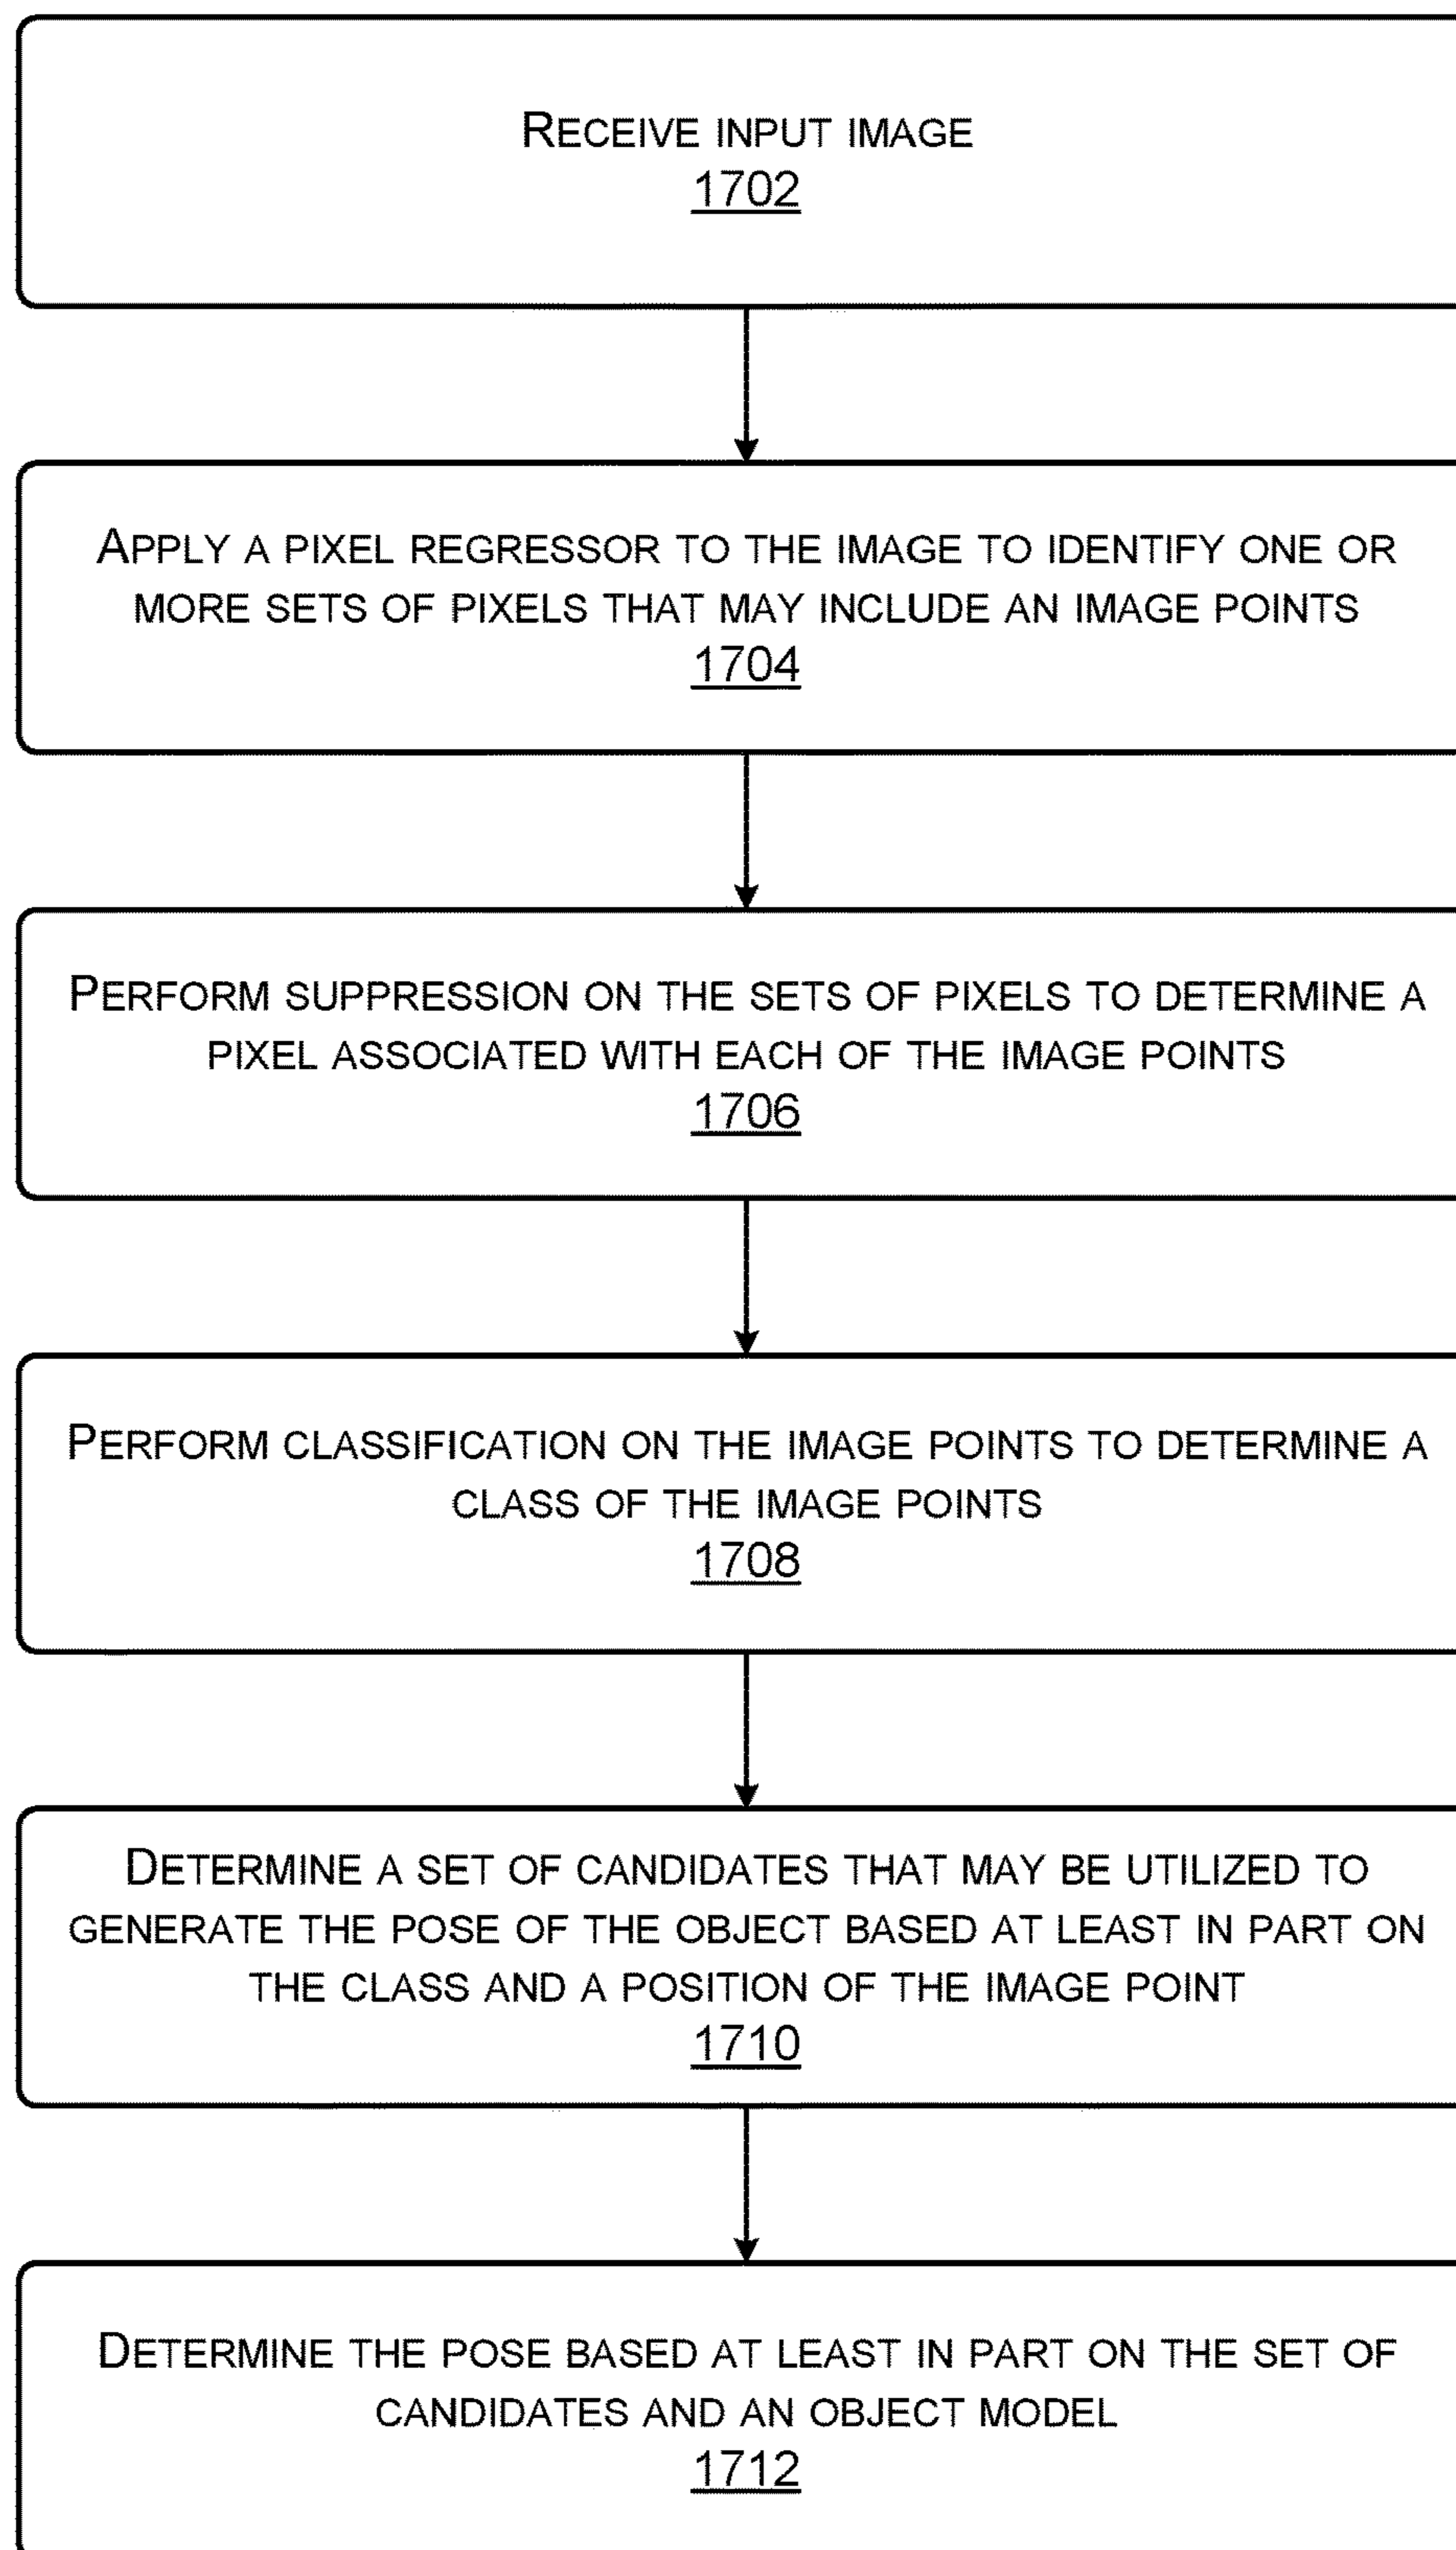 RECEIVE INPUT IMAGE
1702
APPLY A PIXEL REGRESSOR TO THE IMAGE TO IDENTIFY ONE OR
MORE SETS OF PIXELS THAT MAY INCLUDE AN IMAGE POINTS
1704
PERFORM SUPPRESSION ON THE SETS OF PIXELS TO DETERMINE A
PIXEL ASSOCIATED WITH EACH OF THE IMAGE POINTS
1706
PERFORM CLASSIFICATION ON THE IMAGE POINTS TO DETERMINE A
CLASS OF THE IMAGE POINTS
1708
DETERMINE A SET OF CANDIDATES THAT MAY BE UTILIZED TO
GENERATE THE POSE OF THE OBJECT BASED AT LEAST IN PART ON
THE CLASS AND A POSITION OF THE IMAGE POINT
1710
DETERMINE THE POSE BASED AT LEAST IN PART ON THE SET OF
CANDIDATES AND AN OBJECT MODEL
1712